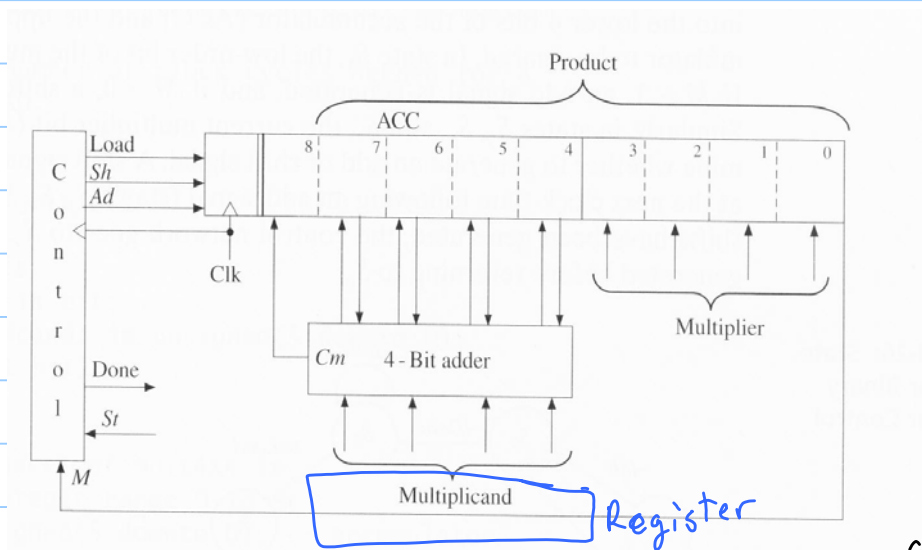 Product
ACC
8 7 6 5 4 3 2 1 0
Load
Sh
Ad
Control
Clk
Multiplier
Cm 4-Bit adder
Done
St
M
Multiplicand
Register